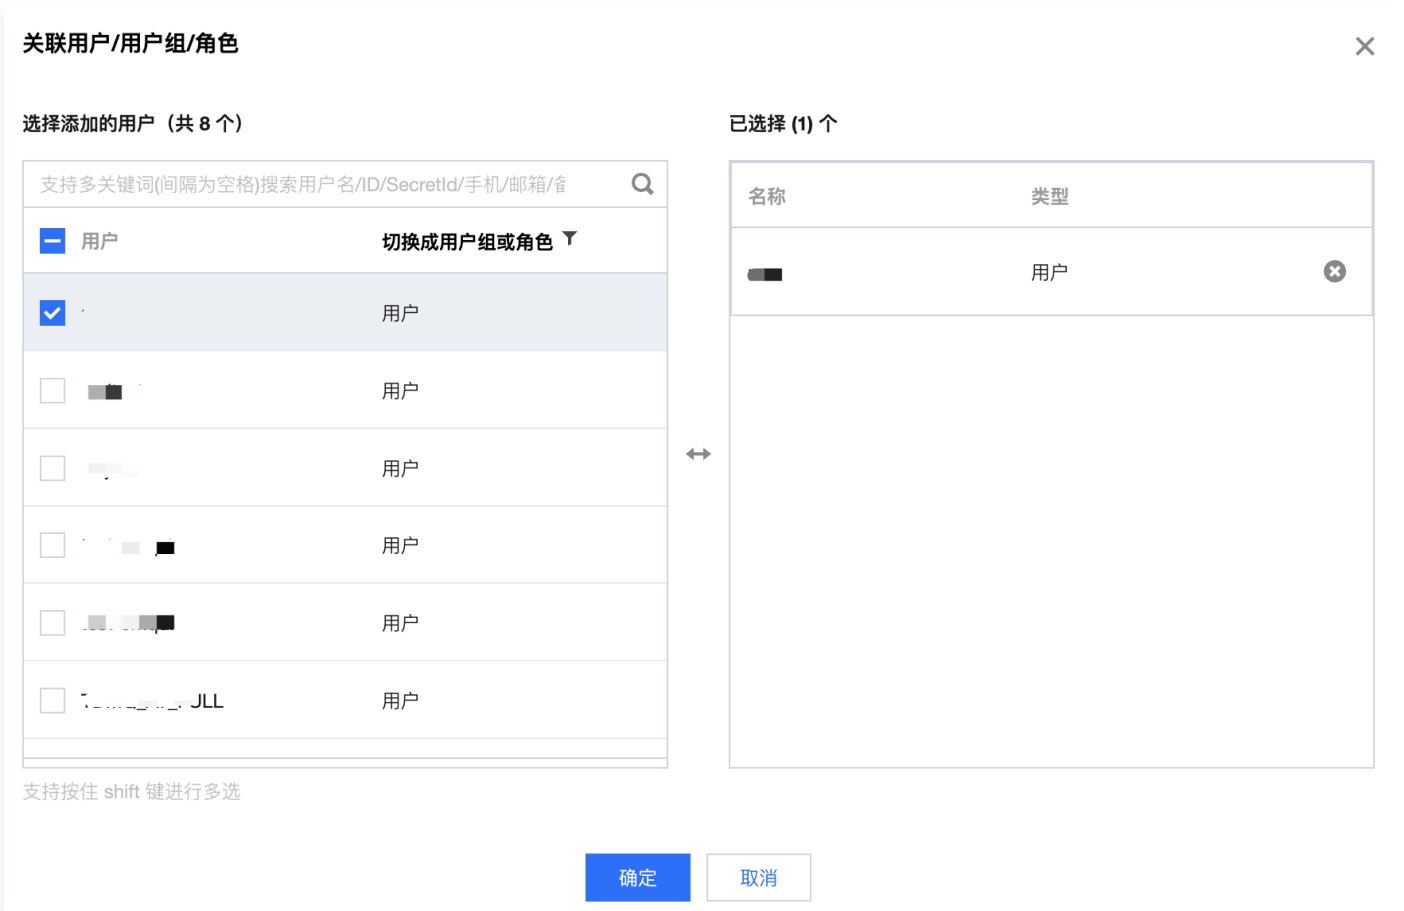 关联用户/用户组/角色
选择添加的用户（共 8 个）
已选择 (1) 个
支持多关键词(间隔为空格)搜索用户名/ID/SecretId/手机/邮箱/
名称
类型
用户
切换成用户组或角色
用户
用户
用户
用户
用户
用户
ULL
用户
支持按住 shift 键进行多选
确定
取消